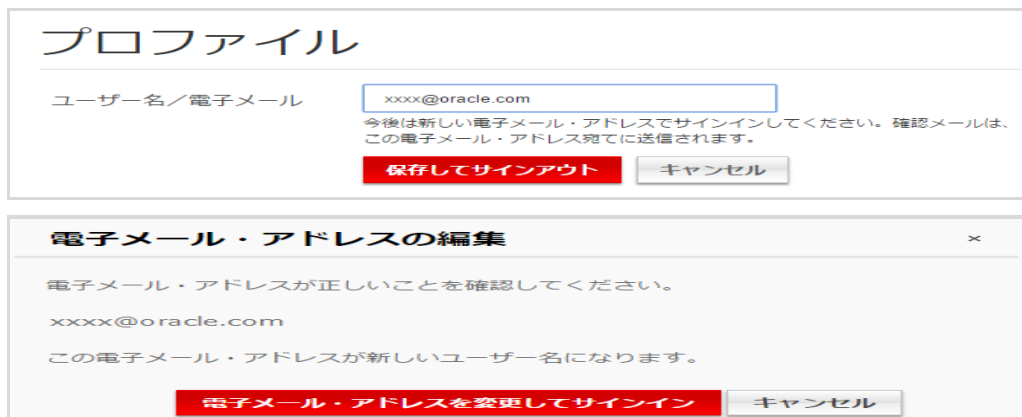 プロファイル
ユーザー名／電子メール
xxxx@oracle.com
今後は新しい電子メール・アドレスでサインインしてください。確認メールは、
この電子メール・アドレス宛てに送信されます。
保存してサインアウト
キャンセル
電子メール・アドレスの編集
×
電子メール・アドレスが正しいことを確認してください。
xxxx@oracle.com
この電子メール・アドレスが新しいユーザー名になります。
電子メール・アドレスを変更してサインイン
キャンセル